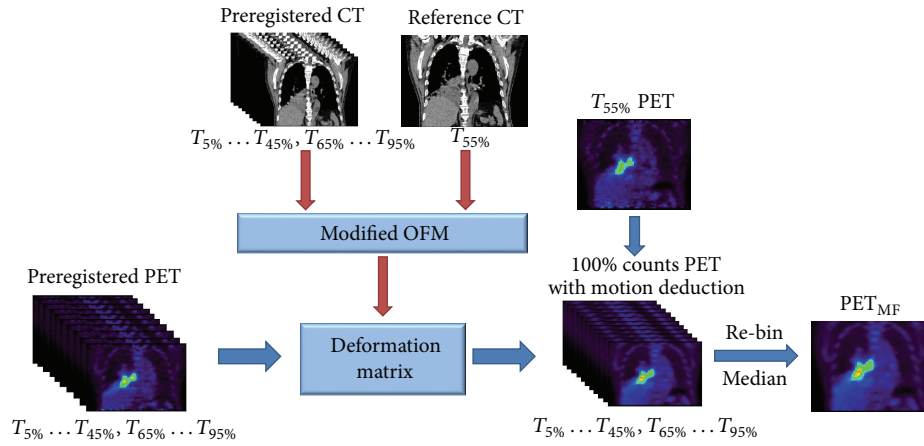 Preregistered CT
Reference CT
T5% … T45%, T65% … T95%
T55%
T55% PET
Modified OFM
Preregistered PET
100% counts PET
with motion deduction
PETMF
Deformation
matrix
Re-bin
Median
T5% … T45%, T65% … T95%
T5% … T45%, T65% … T95%